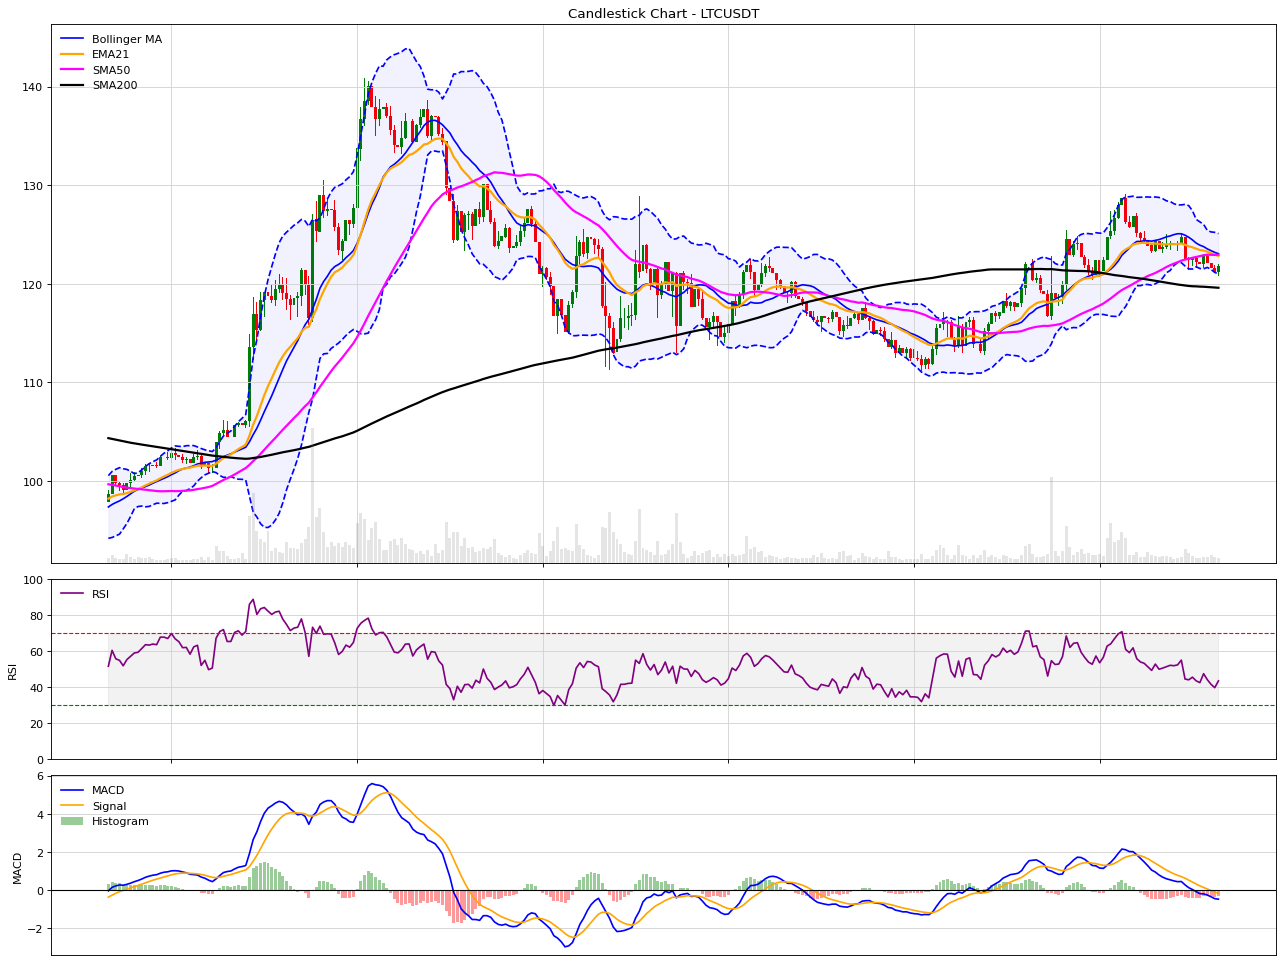 Candlestick Chart - LTCUSDT
Bollinger MA
EMA21
SMA50
SMA200
140
130
120
110
100
RSI
100
80
60
40
20
0
RSI
MACD
Signal
Histogram
6
4
2
0
−2
MACD